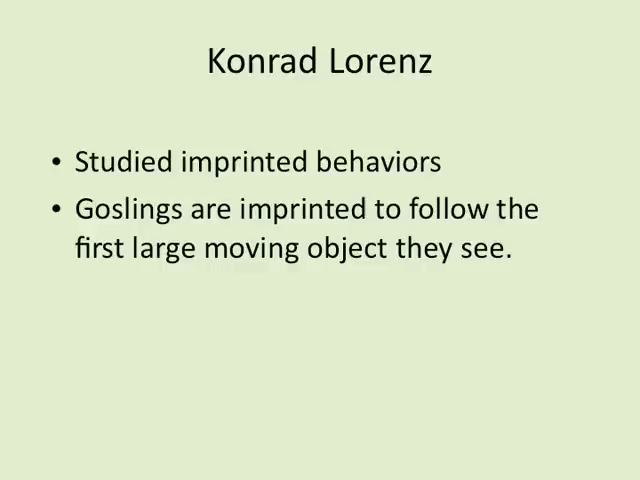 Konrad Lorenz
• Studied imprinted behaviors
• Goslings are imprinted to follow the
first large moving object they see.